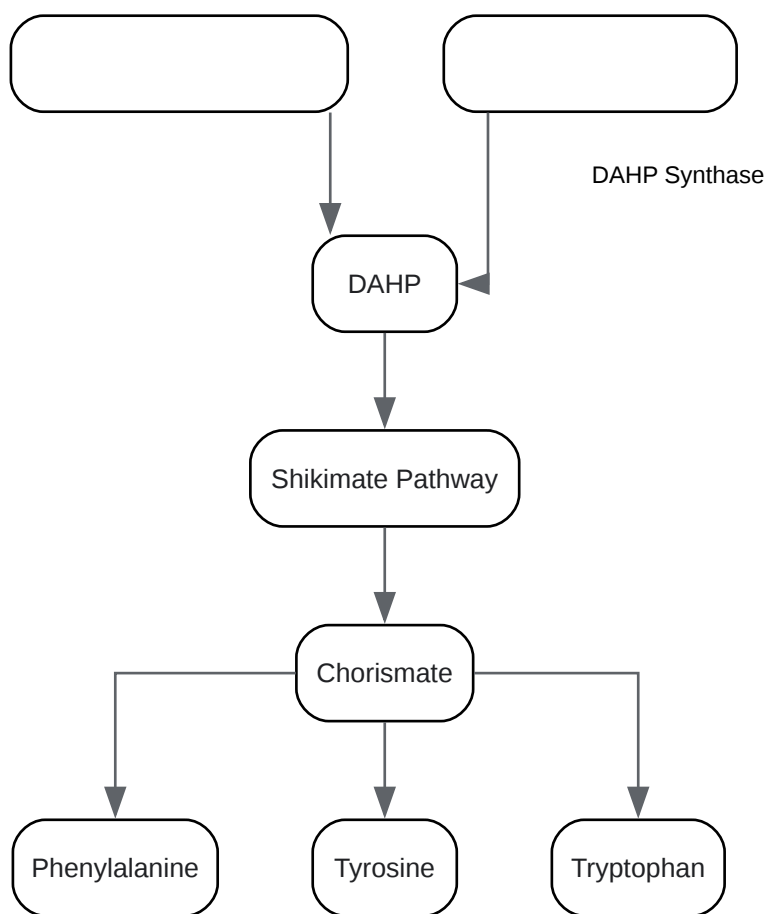 DAHP Synthase
DAHP
Shikimate Pathway
Chorismate
Phenylalanine
Tyrosine
Tryptophan